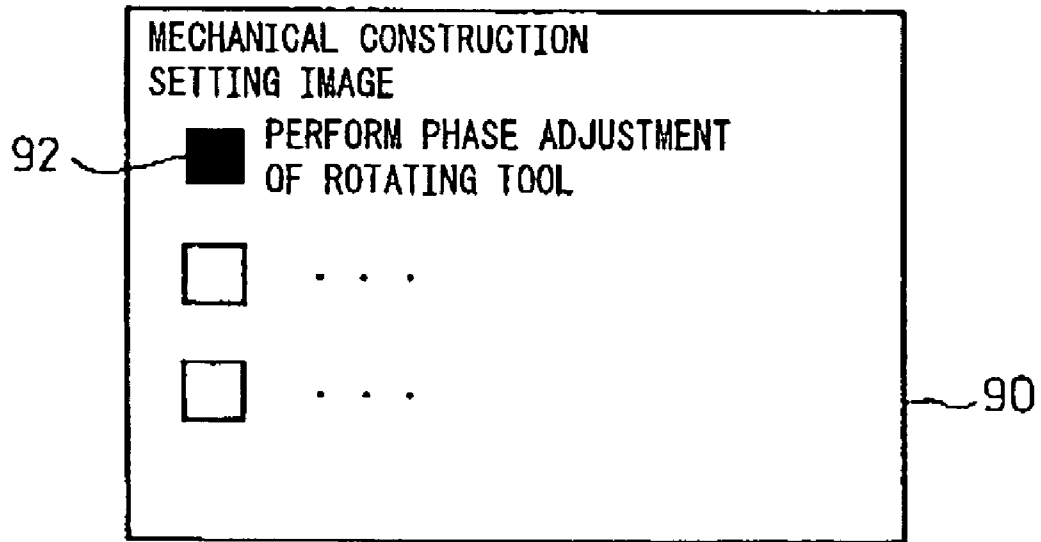 MECHANICAL CONSTRUCTION
SETTING IMAGE
92
PERFORM PHASE ADJUSTMENT
OF ROTATING TOOL
. . .
. . .
90